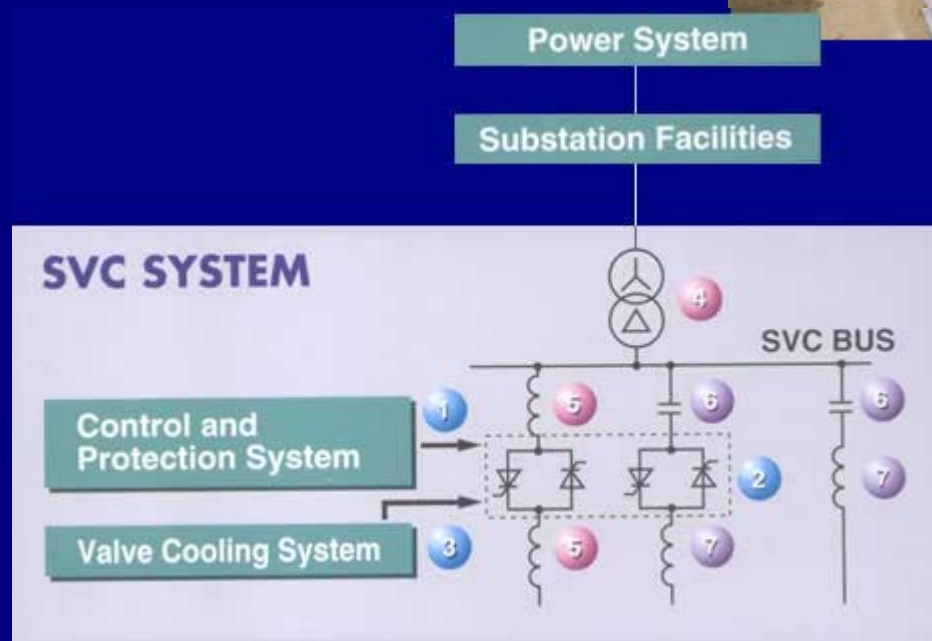 Power System
Substation Facilities
SVC SYSTEM
4
SVC BUS
1
5
6
6
Control and
Protection System
2
7
Valve Cooling System
3
5
7